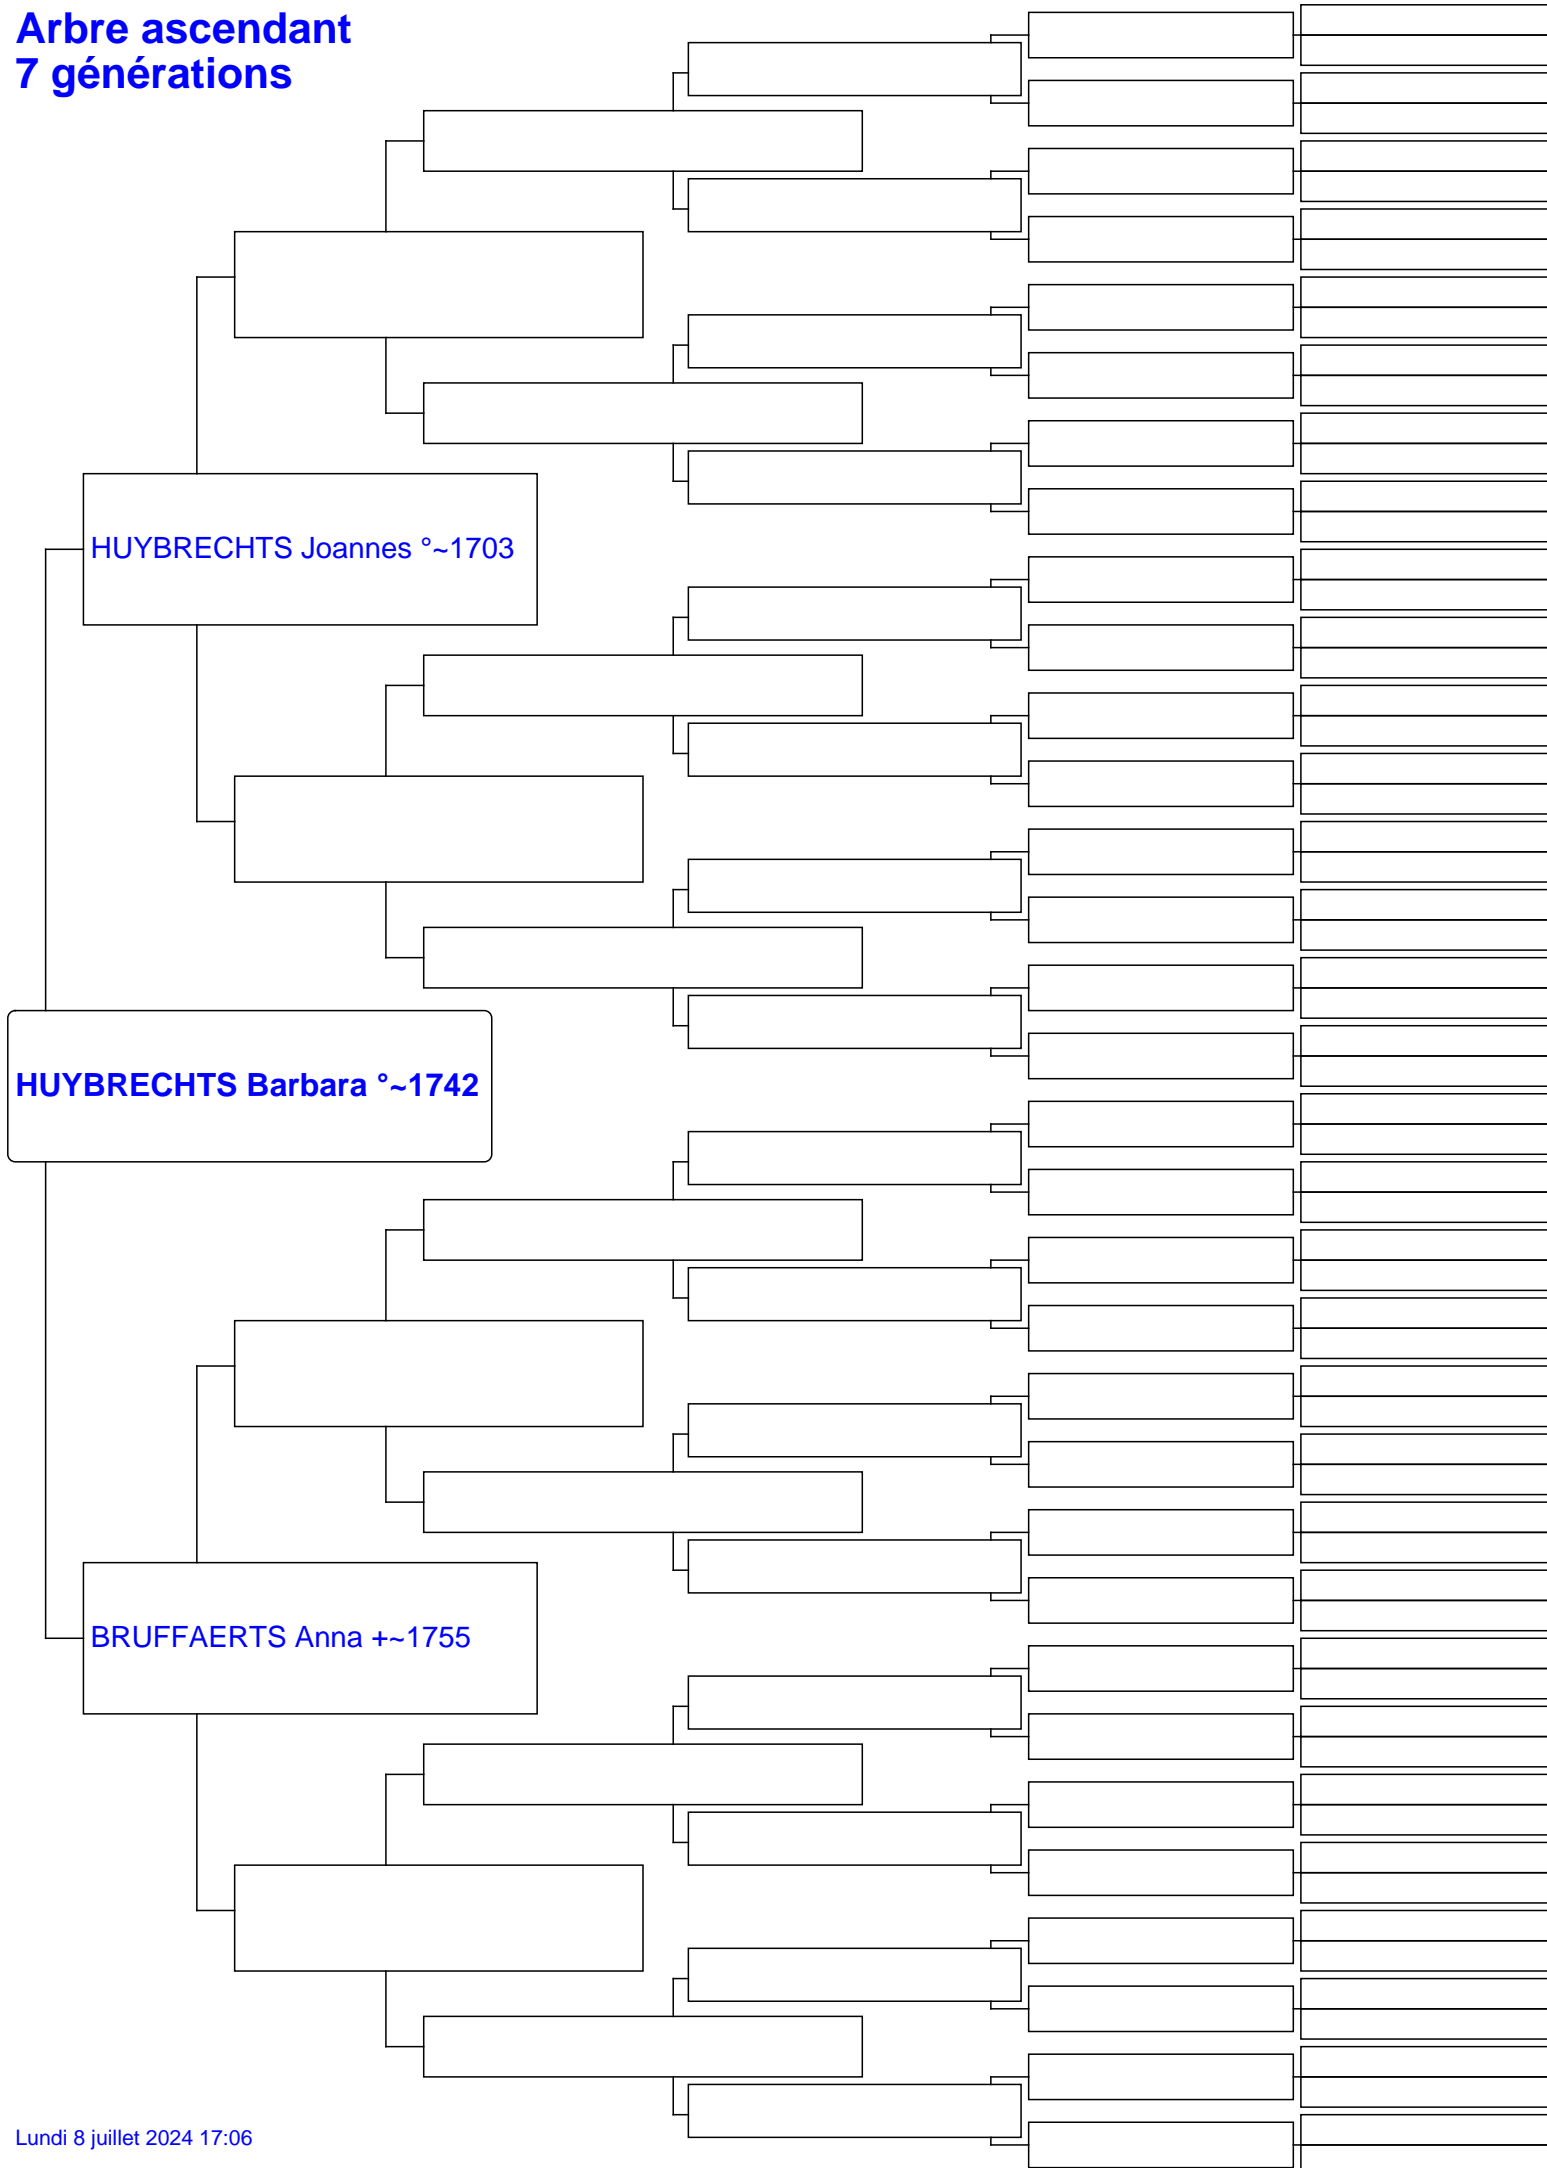 Arbre ascendant
7 générations
HUYBRECHTS Joannes °~1703
HUYBRECHTS Barbara °~1742
BRUFFAERTS Anna +~1755
Lundi 8 juillet 2024 17:06